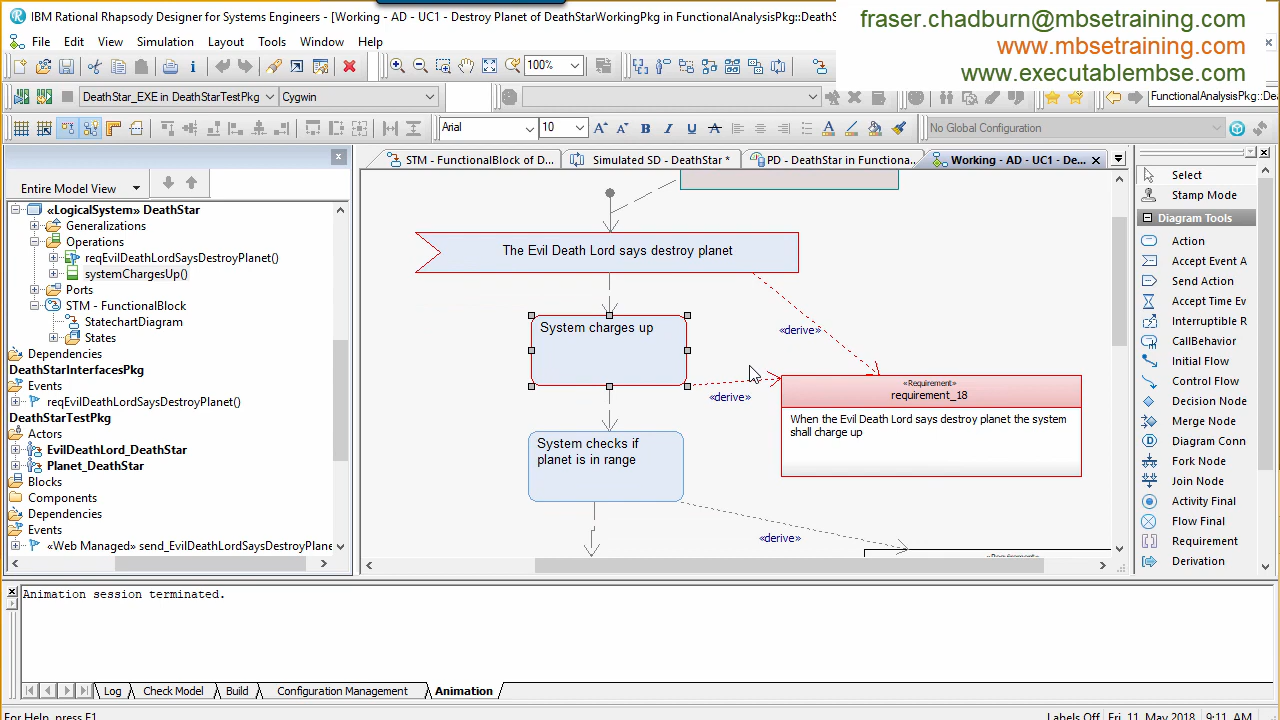 IBM Rational Rhapsody Designer for Systems Engineers - [Working - AD - UC1 - Destroy Planet of DeathStarWorkingPkg in FunctionalAnalysisPkg::DeathS
fraser.chadburn@mbsetraining.com
www.mbsetraining.com
www.executablembse.com
File Edit View Simulation Layout Tools Window Help
100%
DeathStar_EXE in DeathStarTestPkg
Cygwin
FunctionalAnalysisPkg::De
Arial
10
No Global Configuration
Entire Model View
«LogicalSystem» DeathStar
Generalizations
Operations
reqEvilDeathLordSaysDestroyPlanet()
systemChargesUp()
Ports
STM - FunctionalBlock
StatechartDiagram
States
Dependencies
DeathStarInterfacesPkg
Events
reqEvilDeathLordSaysDestroyPlanet()
DeathStarTestPkg
Actors
EvilDeathLord_DeathStar
Planet_DeathStar
Blocks
Components
Dependencies
Events
«Web Managed» send_EvilDeathLordSaysDestroyPlane
STM - FunctionalBlock of D...
Simulated SD - DeathStar *
PD - DeathStar in Functiona...
Working - AD - UC1 - De...
The Evil Death Lord says destroy planet
System charges up
«derive»
«derive»
«Requirement»
requirement_18
When the Evil Death Lord says destroy planet the system
shall charge up
System checks if
planet is in range
«derive»
«Requirement»
Select
Stamp Mode
Diagram Tools
Action
Accept Event A
Send Action
Accept Time Ev
Interruptible R
CallBehavior
Initial Flow
Control Flow
Decision Node
Merge Node
Diagram Conn
Fork Node
Join Node
Activity Final
Flow Final
Requirement
Derivation
Animation session terminated.
Log Check Model Build Configuration Management Animation
For Help, press F1
Labels Off Fri, 11, May 2018 9:11 AM